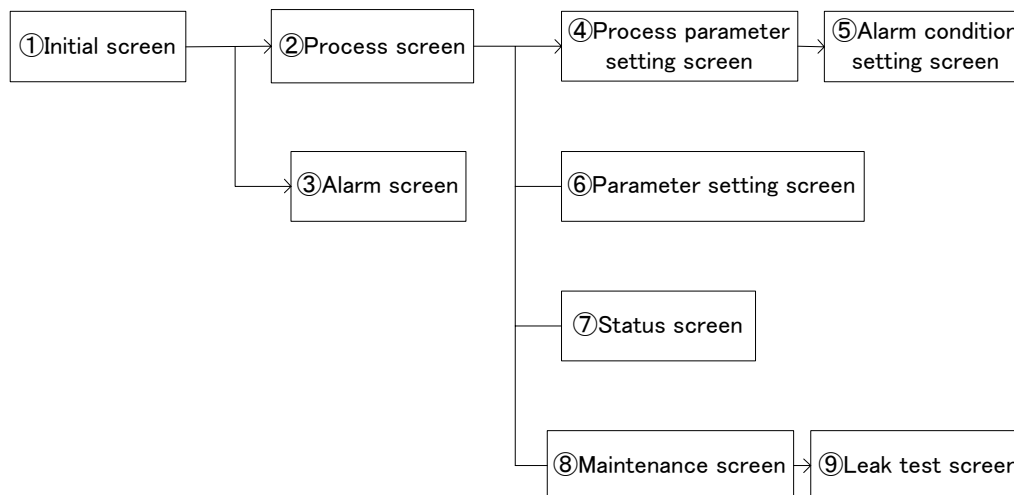 ①Initial screen
②Process screen
④Process parameter
setting screen
⑤Alarm condition
setting screen
③Alarm screen
⑥Parameter setting screen
⑦Status screen
⑧Maintenance screen
⑨Leak test screen